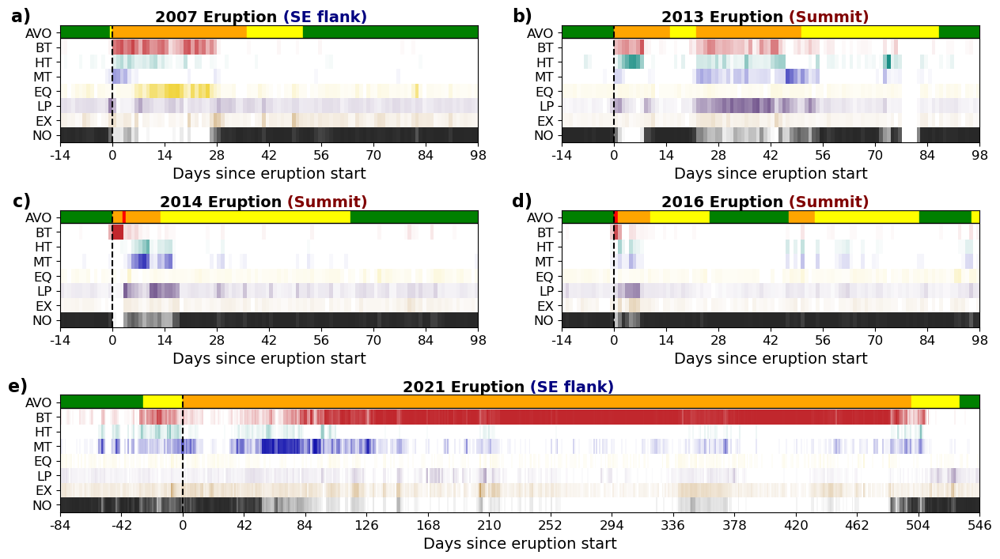 a) 2007 Eruption (SE flank)
AVO
BT
HT
MT
EQ
LP
EX
NO
-14 0 14 28 42 56 70 84 98
Days since eruption start
b) 2013 Eruption (Summit)
AVO
BT
HT
MT
EQ
LP
EX
NO
-14 0 14 28 42 56 70 84 98
Days since eruption start
c) 2014 Eruption (Summit)
AVO
BT
HT
MT
EQ
LP
EX
NO
-14 0 14 28 42 56 70 84 98
Days since eruption start
d) 2016 Eruption (Summit)
AVO
BT
HT
MT
EQ
LP
EX
NO
-14 0 14 28 42 56 70 84 98
Days since eruption start
e) 2021 Eruption (SE flank)
AVO
BT
HT
MT
EQ
LP
EX
NO
-84 -42 0 42 84 126 168 210 252 294 336 378 420 462 504 546
Days since eruption start